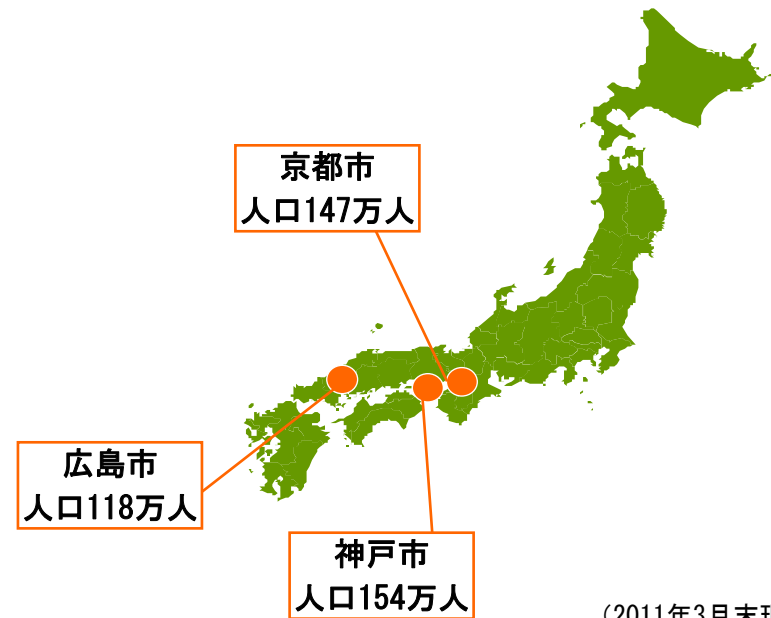 京都市
人口147万人
広島市
人口118万人
神戸市
人口154万人
(2011年3月末